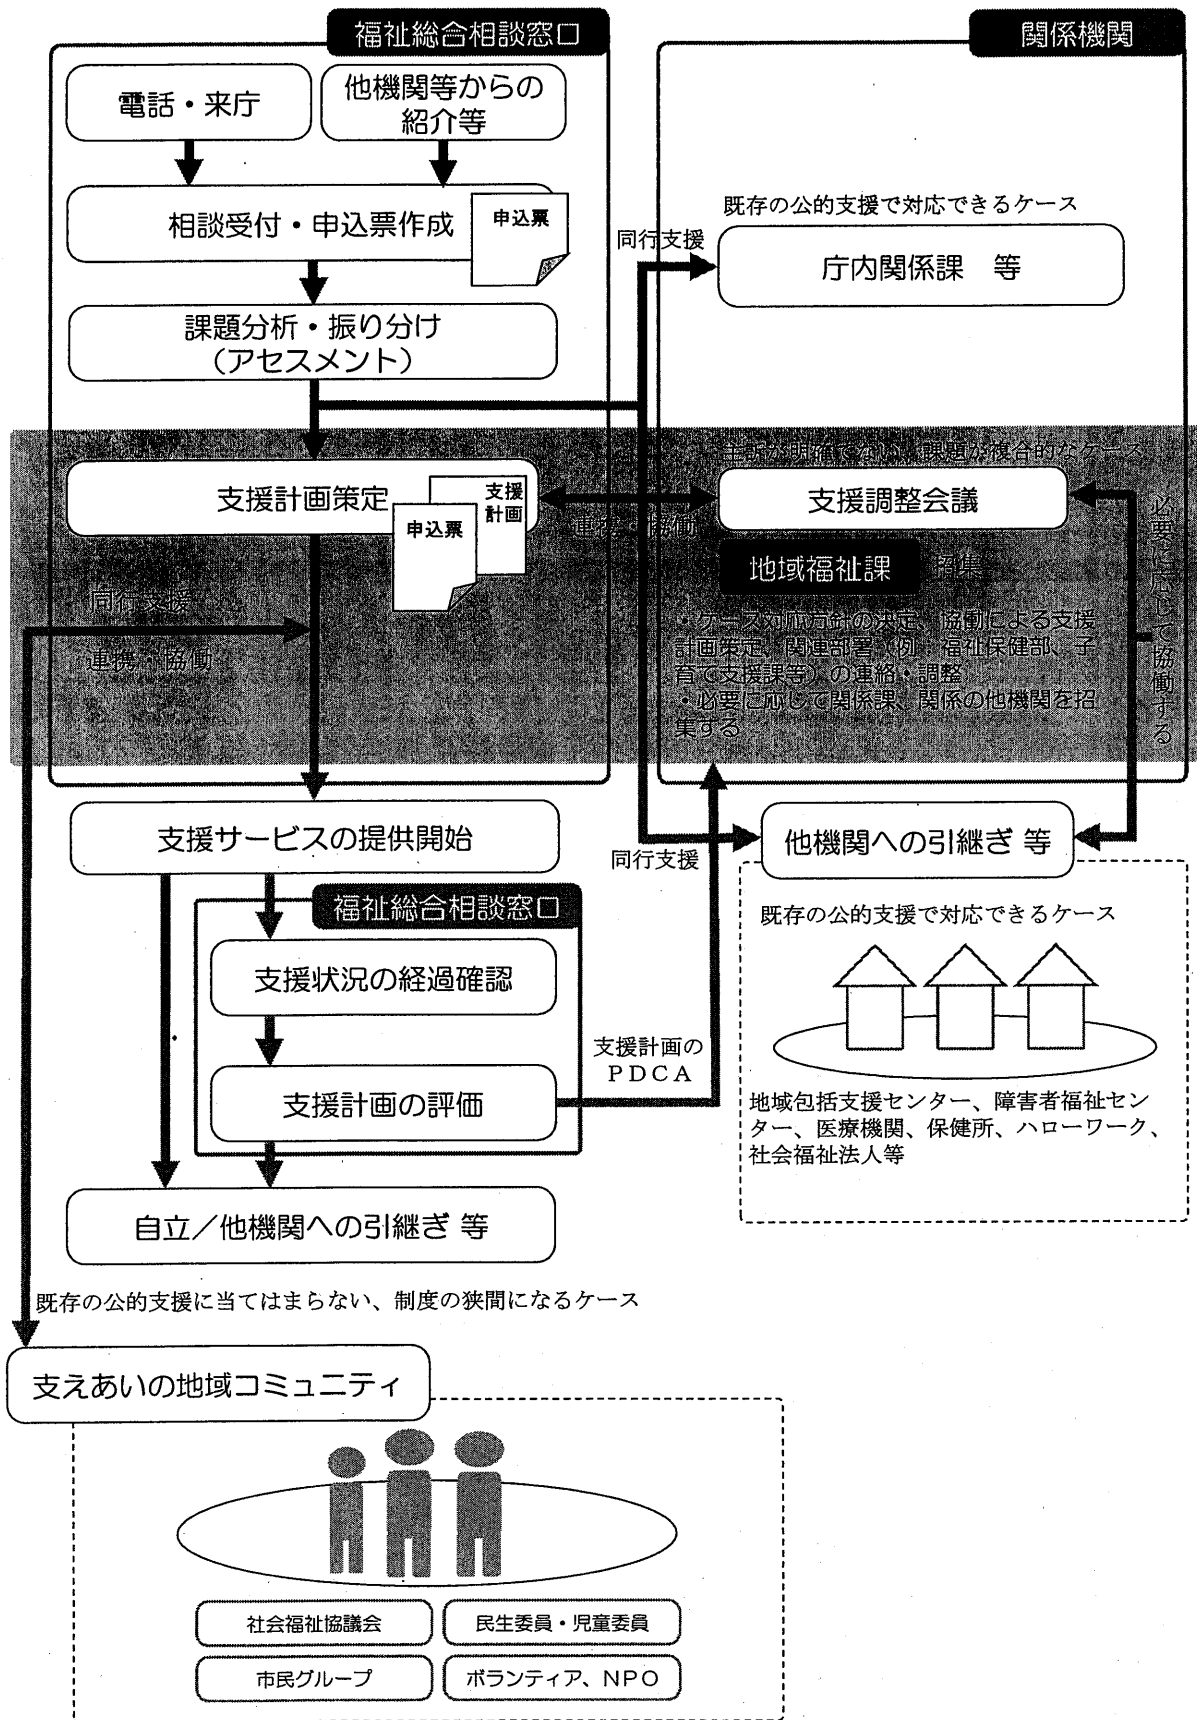 福祉総合相談窓口
関係機関
電話・来庁
他機関等からの
紹介等
相談受付・申込票作成
申込票
既存の公的支援で対応できるケース
同行支援
庁内関係課 等
課題分析・振り分け
(アセスメント)
主訴が明確でない、課題が複合的なケース
支援計画策定
支援
計画
申込票
連携・協働
支援調整会議
地域福祉課
招集
必要に応じて協働する
同行支援
連携・協働
・ケース対応方針の決定、協働による支援
計画策定、関連部署(例:福祉保健部、子
育て支援課等)の連絡・調整
・必要に応じて関係課、関係の他機関を招
集する
支援サービスの提供開始
同行支援
他機関への引継ぎ 等
福祉総合相談窓口
既存の公的支援で対応できるケース
支援状況の経過確認
支援計画の
PDCA
支援計画の評価
地域包括支援センター、障害者福祉セン
ター、医療機関、保健所、ハローワーク、
社会福祉法人等
自立/他機関への引継ぎ 等
既存の公的支援に当てはまらない、制度の狭間になるケース
支えあいの地域コミュニティ
社会福祉協議会
民生委員・児童委員
市民グループ
ボランティア、NPO